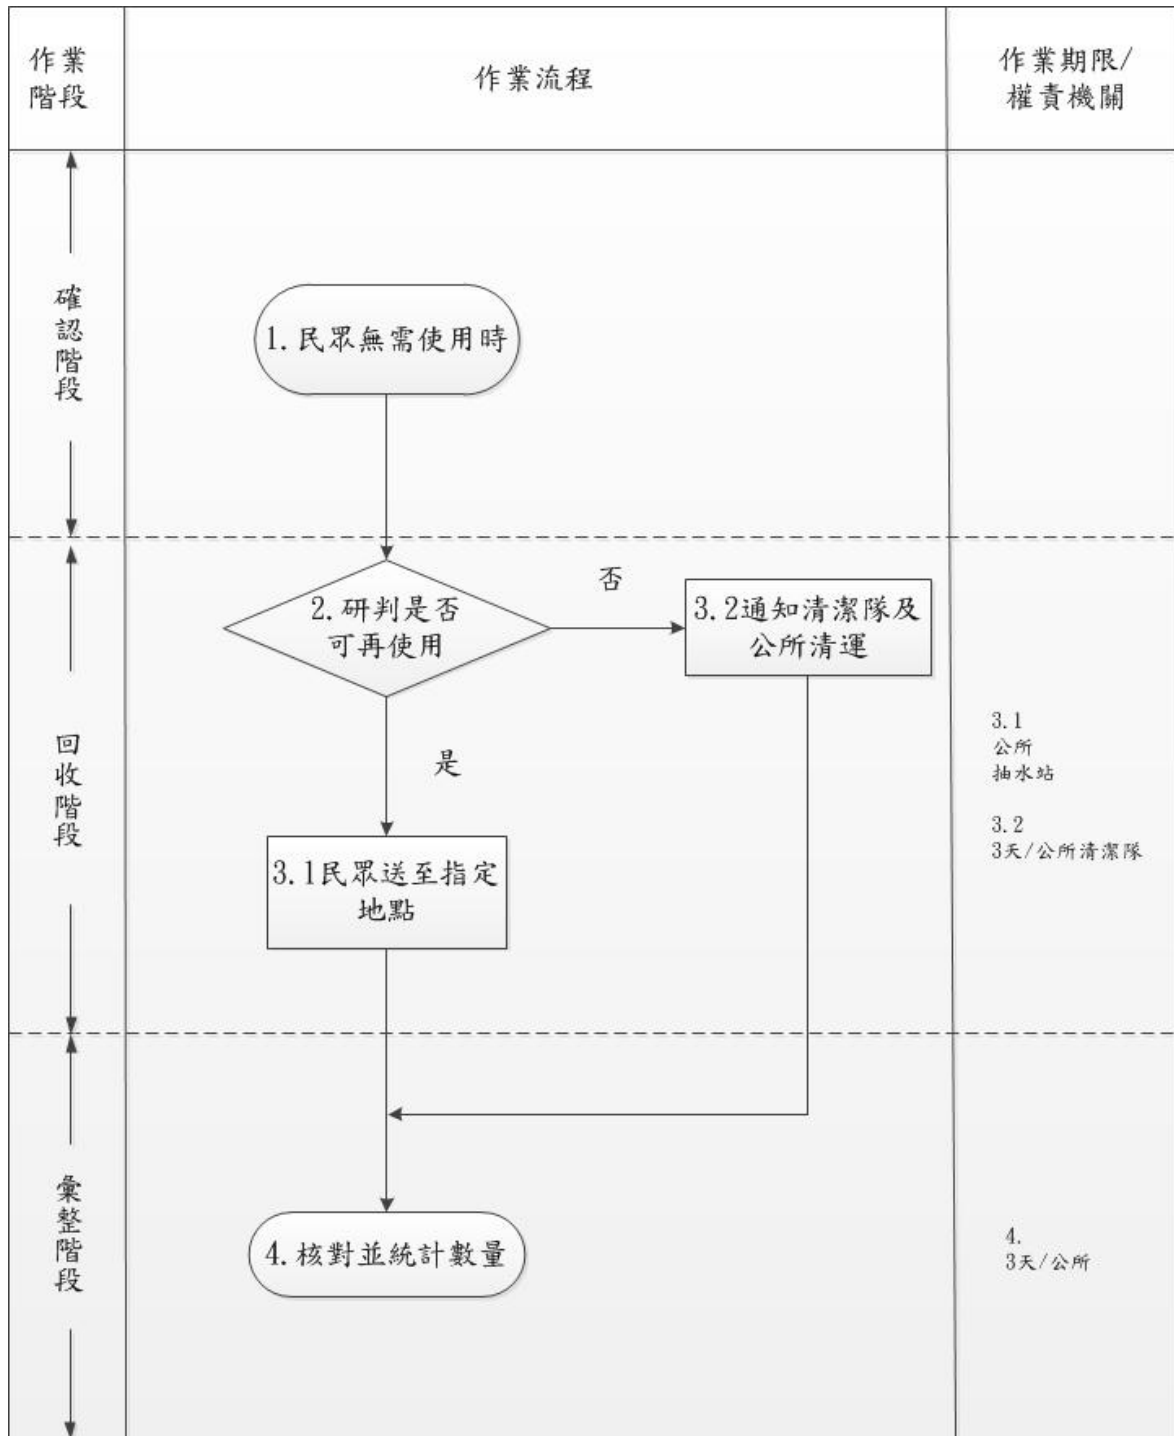 作業
階段
作業流程
作業期限/
權責機關
確認階段
1.民眾無需使用時
回收階段
2.研判是否
可再使用
否
3.2通知清潔隊及
公所清運
是
3.1民眾送至指定
地點
3.1
公所
抽水站
3.2
3天/公所清潔隊
彙整階段
4.核對並統計數量
4.
3天/公所